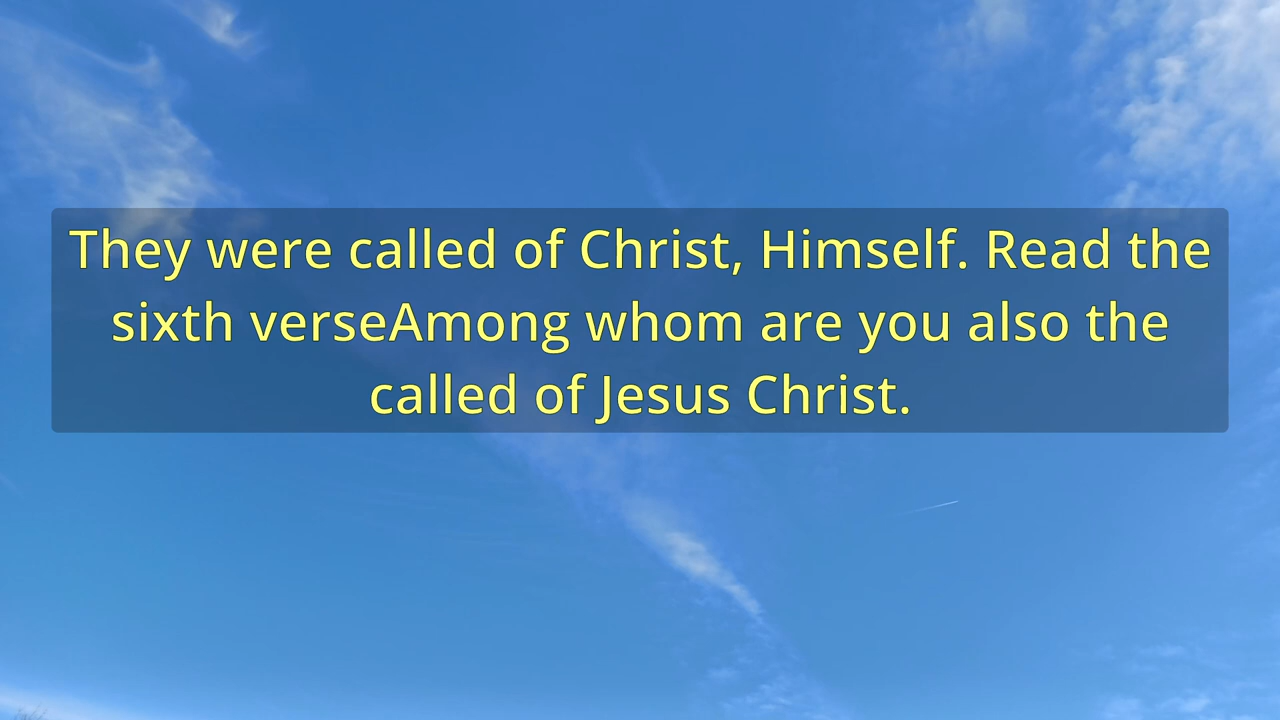 They were called of Christ, Himself. Read the
sixth verseAmong whom are you also the
called of Jesus Christ.